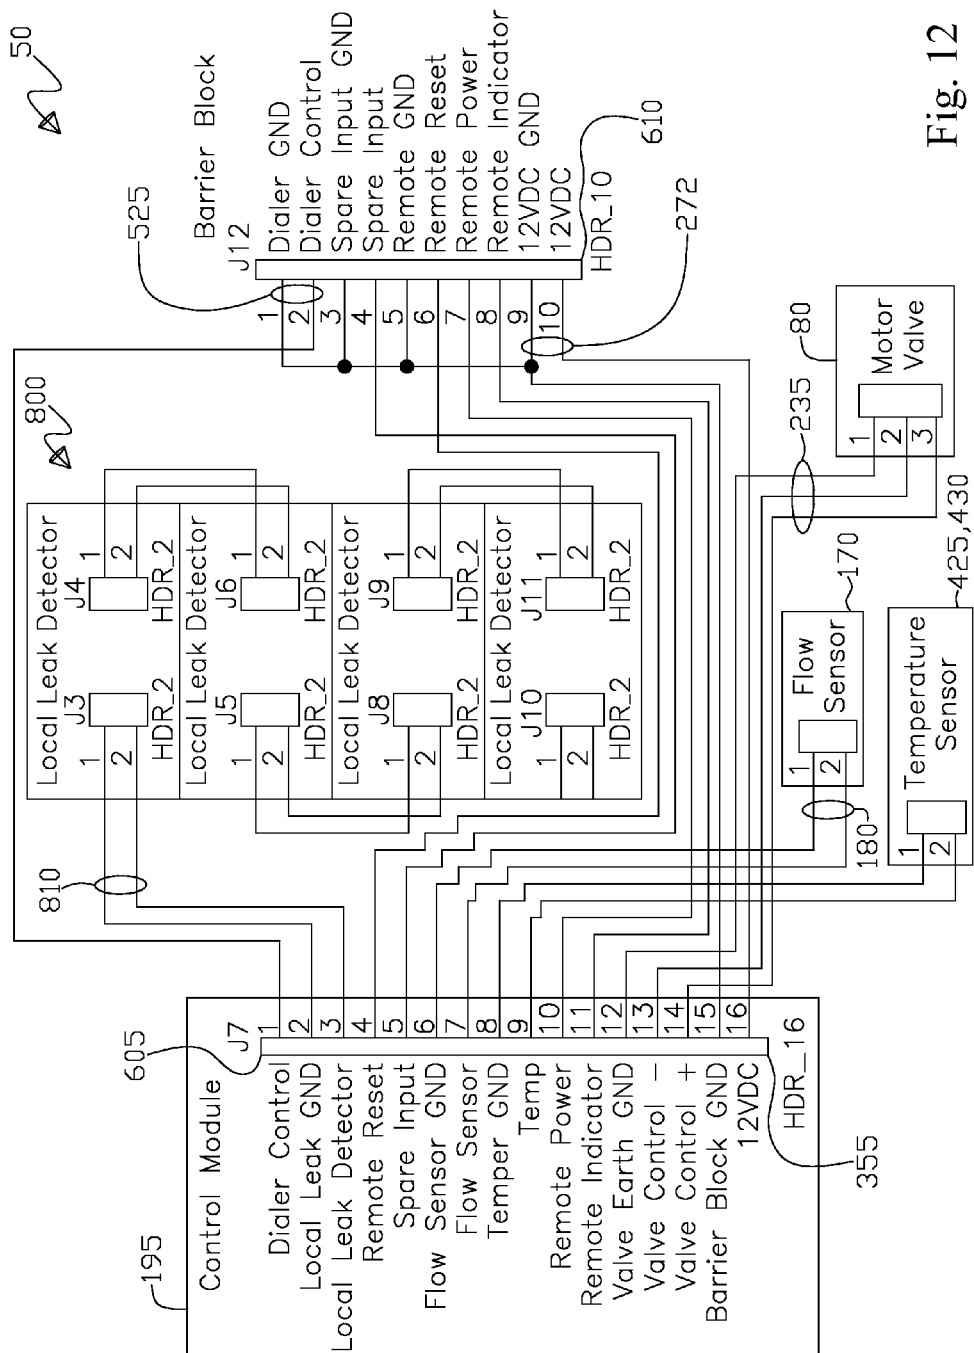 50
195
Control Module
605
J7
Dialer Control
Local Leak GND
Local Leak Detector
Remote Reset
Spare Input
Flow Sensor GND
Flow Sensor
Temper GND
Temp
Remote Power
Remote Indicator
Valve Earth GND
Valve Control -
Valve Control +
Barrier Block GND
12VDC
1
2
3
4
5
6
7
8
9
10
11
12
13
14
15
16
HDR_16
355
810
800
Local Leak Detector
J3
1
2
HDR_2
J4
1
2
HDR_2
Local Leak Detector
J5
1
2
HDR_2
J6
1
2
HDR_2
Local Leak Detector
J8
1
2
HDR_2
J9
1
2
HDR_2
Local Leak Detector
J10
1
2
HDR_2
J11
1
2
HDR_2
525
Barrier Block
J12
1
2
3
4
5
6
7
8
9
10
Dialer GND
Dialer Control
Spare Input GND
Spare Input
Remote GND
Remote Reset
Remote Power
Remote Indicator
12VDC GND
12VDC
HDR_10
610
272
180
1
2
Flow
Sensor
170
1
2
Temperature
Sensor
425,430
235
1
2
3
Motor
Valve
80
Fig. 12